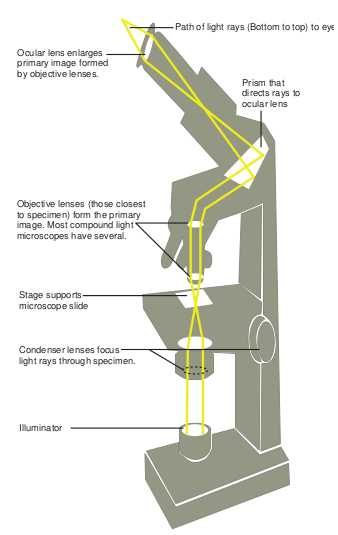 Path of light rays (Bottom to top) to eye
Ocular lens enlarges
primary image formed
by objective lenses.
Prism that
directs rays to
ocular lens
Objective lenses (those closest
to specimen) form the primary
image. Most compound light
microscopes have several.
Stage supports
microscope slide
Condenser lenses focus
light rays through specimen.
Illuminator